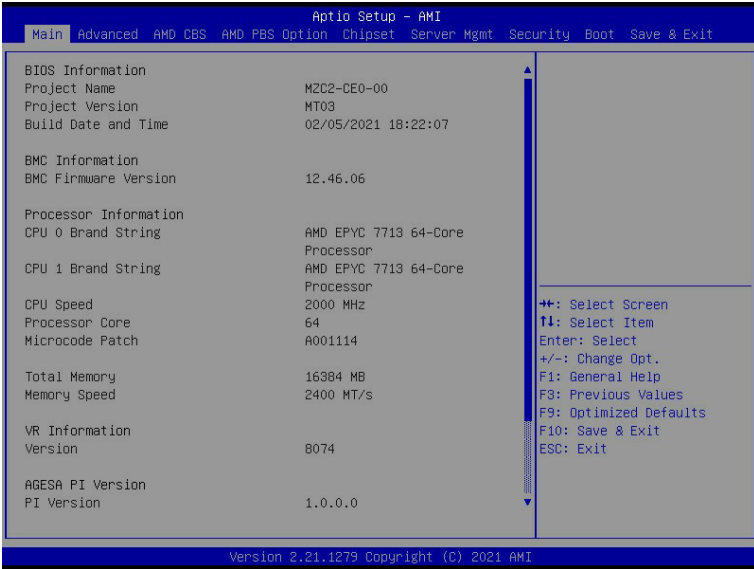 Aptio Setup – AMI
Main Advanced AMD CBS AMD PBS Option Chipset Server Mgmt Security Boot Save & Exit
BIOS Information
Project Name MZC2-CE0-00
Project Version MT03
Build Date and Time 02/05/2021 18:22:07
BMC Information
BMC Firmware Version 12.46.06
Processor Information
CPU 0 Brand String AMD EPYC 7713 64-Core
Processor
CPU 1 Brand String AMD EPYC 7713 64-Core
Processor
CPU Speed 2000 MHz
Processor Core 64
Microcode Patch A001114
Total Memory 16384 MB
Memory Speed 2400 MT/s
VR Information
Version 8074
AGESA PI Version
PI Version 1.0.0.0
→←: Select Screen
↑↓: Select Item
Enter: Select
+/-: Change Opt.
F1: General Help
F3: Previous Values
F9: Optimized Defaults
F10: Save & Exit
ESC: Exit
Version 2.21.1279 Copyright (C) 2021 AMI